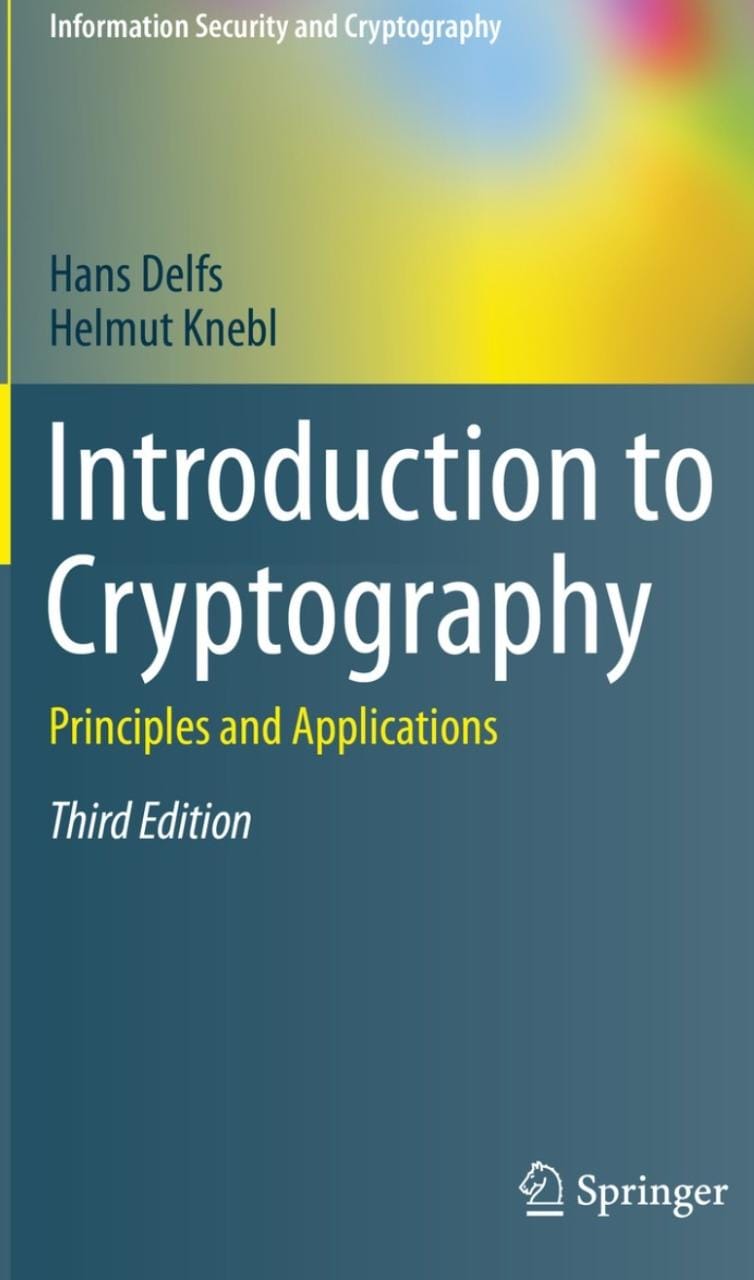 Information Security and Cryptography
Hans Delfs
Helmut Knebl
Introduction to
Cryptography
Principles and Applications
Third Edition
Springer